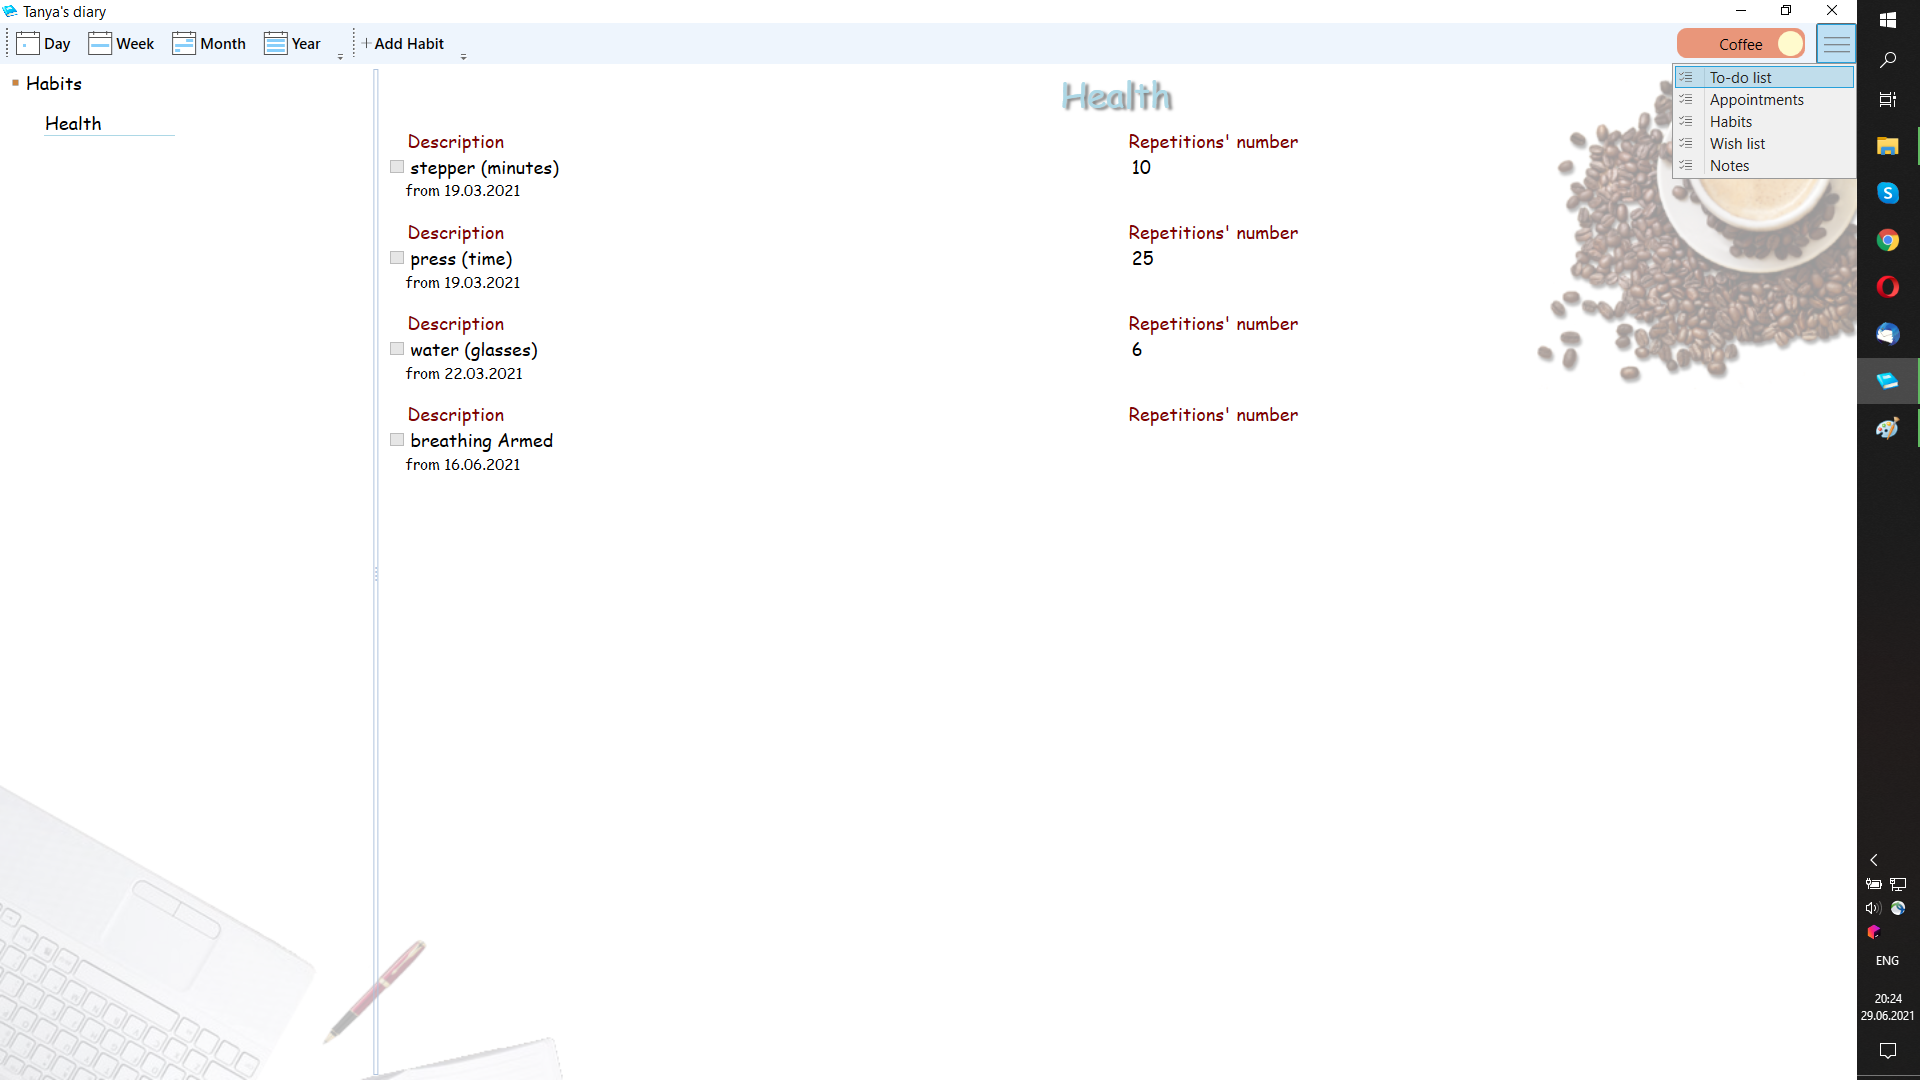 Tanya's diary
Day Week Month Year + Add Habit Coffee
To-do list
Appointments
Habits
Wish list
Notes
Habits
Health
Health
Description Repetitions' number
stepper (minutes) 10
from 19.03.2021
Description Repetitions' number
press (time) 25
from 19.03.2021
Description Repetitions' number
water (glasses) 6
from 22.03.2021
Description Repetitions' number
breathing Armed
from 16.06.2021
ENG
20:24
29.06.2021